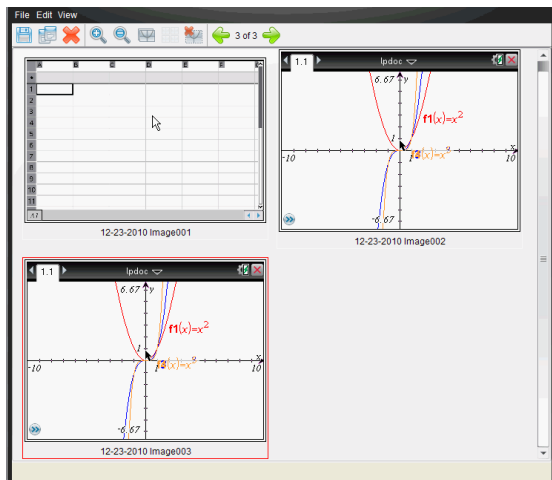 File Edit View
3 of 3
A B C D E F
1
2
3
4
5
6
7
8
9
10
11
A1
12-23-2010 Image001
1.1 lpdoc
6.67 y
f1(x)=x²
1
x
-10 1 10
-6.67
12-23-2010 Image002
1.1 lpdoc
6.67 y
f1(x)=x²
1
x
-10 1 10
-6.67
12-23-2010 Image003